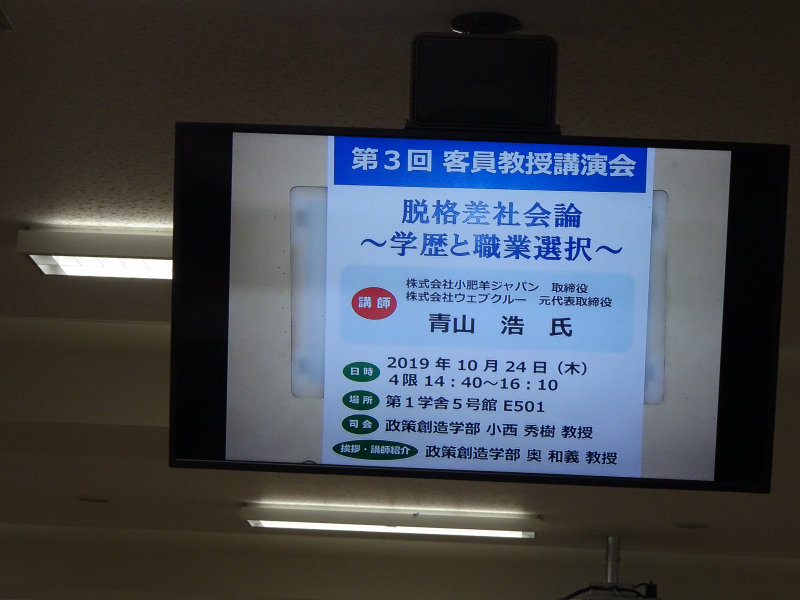 第３回 客員教授講演会
脱格差社会論
～学歴と職業選択～
講師
株式会社小肥羊ジャパン　取締役
株式会社ウェブクルー　元代表取締役
青山　浩　氏
日時 2019 年 10 月 24 日（木）
４限 14：40～16：10
場所 第１学舎５号館 E501
司会 政策創造学部 小西 秀樹 教授
挨拶・講師紹介 政策創造学部 奥 和義 教授